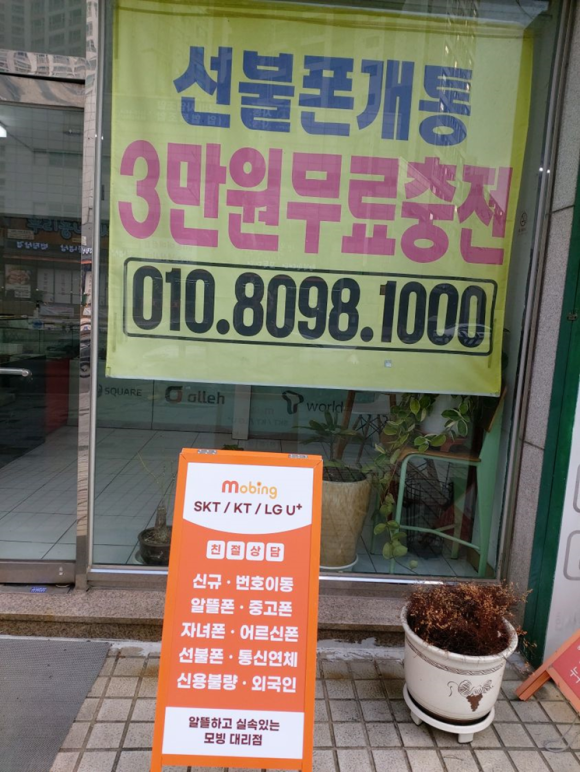 선불폰개통
3만원무료충전
010.8098.1000
SQUARE
olleh
T world
mobing
SKT / KT / LG U+
친절상담
신규 · 번호이동
알뜰폰 · 중고폰
자녀폰 · 어르신폰
선불폰 · 통신연체
신용불량 · 외국인
알뜰하고 실속있는
모빙 대리점